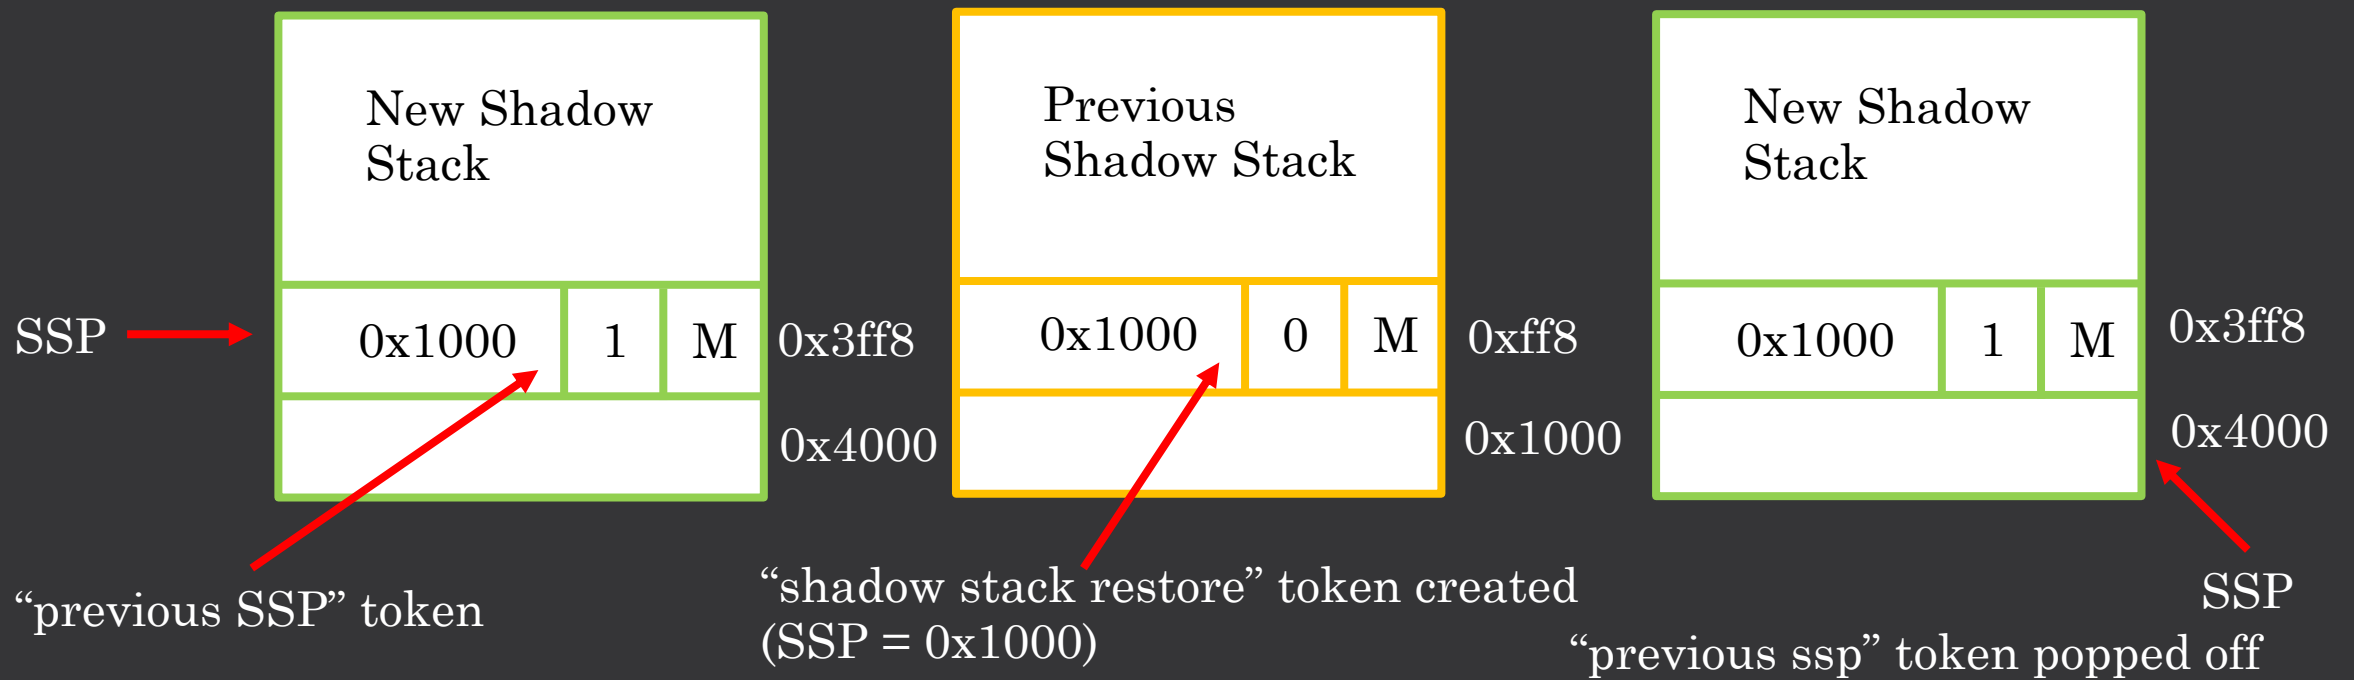 New Shadow
Stack
SSP
0x1000 1 M 0x3ff8
0x4000
“previous SSP” token
Previous
Shadow Stack
0x1000 0 M 0xff8
0x1000
“shadow stack restore” token created
(SSP = 0x1000)
New Shadow
Stack
0x1000 1 M 0x3ff8
0x4000
SSP
“previous ssp” token popped off